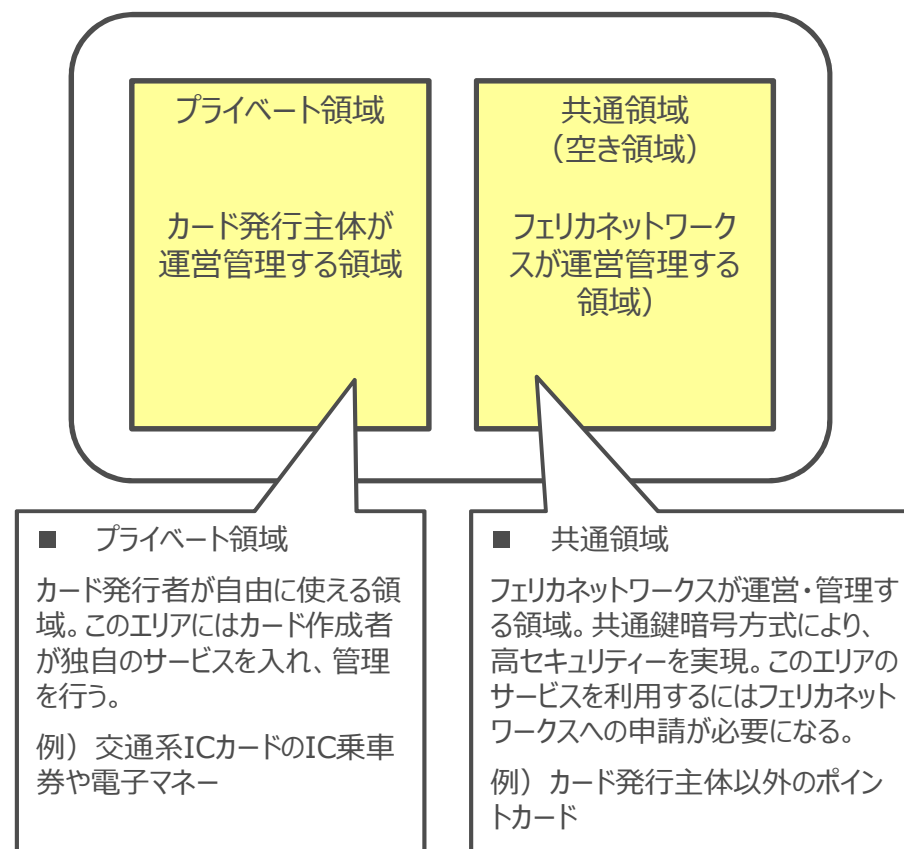 プライベート領域
カード発行主体が
運営管理する領域
共通領域
（空き領域）
フェリカネットワーク
スが運営管理する
領域）
■ プライベート領域
カード発行者が自由に使える領
域。このエリアにはカード作成者
が独自のサービスを入れ、管理
を行う。
例）交通系ICカードのIC乗車
券や電子マネー
■ 共通領域
フェリカネットワークスが運営・管理す
る領域。共通鍵暗号方式により、
高セキュリティーを実現。このエリアの
サービスを利用するにはフェリカネット
ワークスへの申請が必要になる。
例）カード発行主体以外のポイン
トカード